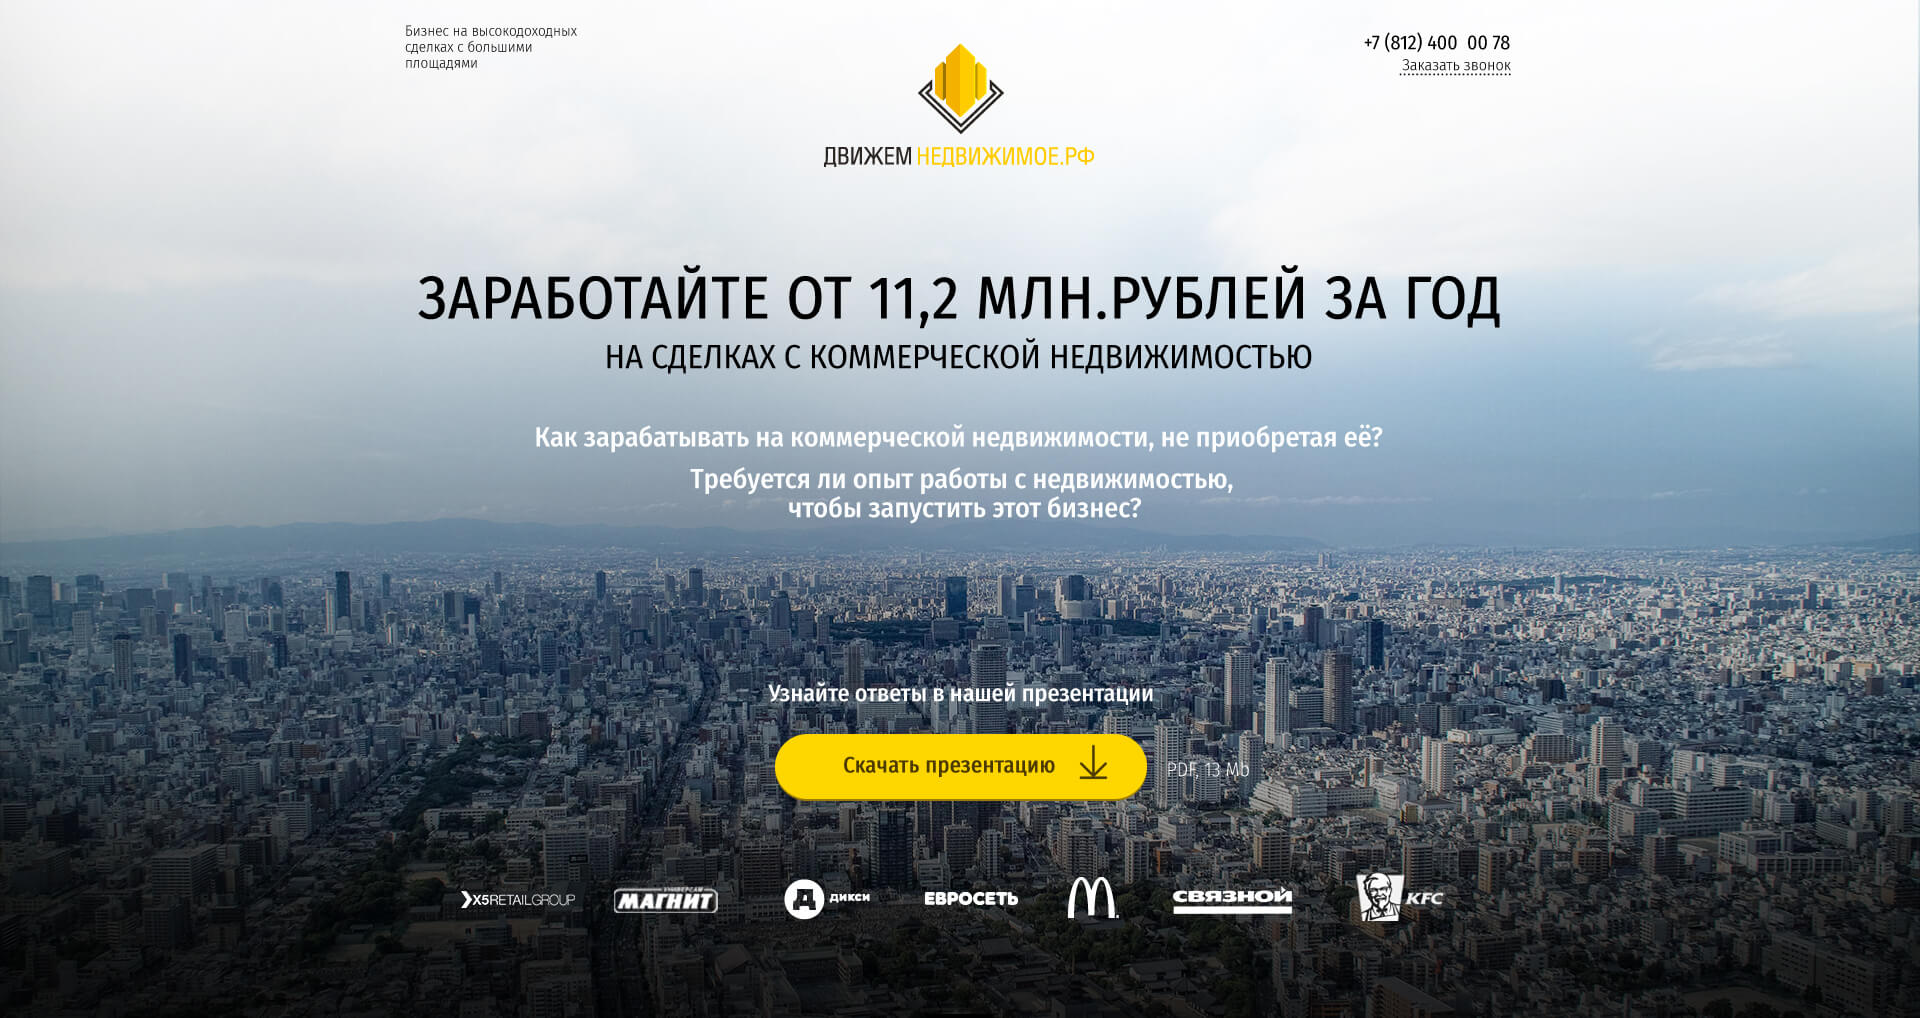 Бизнес на высокодоходных
сделках с большими
площадями
+7 (812) 400 00 78
Заказать звонок
ДВИЖЕМ НЕДВИЖИМОЕ.РФ
ЗАРАБОТАЙТЕ ОТ 11,2 МЛН.РУБЛЕЙ ЗА ГОД
НА СДЕЛКАХ С КОММЕРЧЕСКОЙ НЕДВИЖИМОСТЬЮ
Как зарабатывать на коммерческой недвижимости, не приобретая её?
Требуется ли опыт работы с недвижимостью,
чтобы запустить этот бизнес?
Узнайте ответы в нашей презентации
Скачать презентацию
PDF, 13 Mb
X5RETAILGROUP
УНИВЕРСАМ
МАГНИТ
Д ДИКСИ
ЕВРОСЕТЬ
СВЯЗНОЙ
KFC